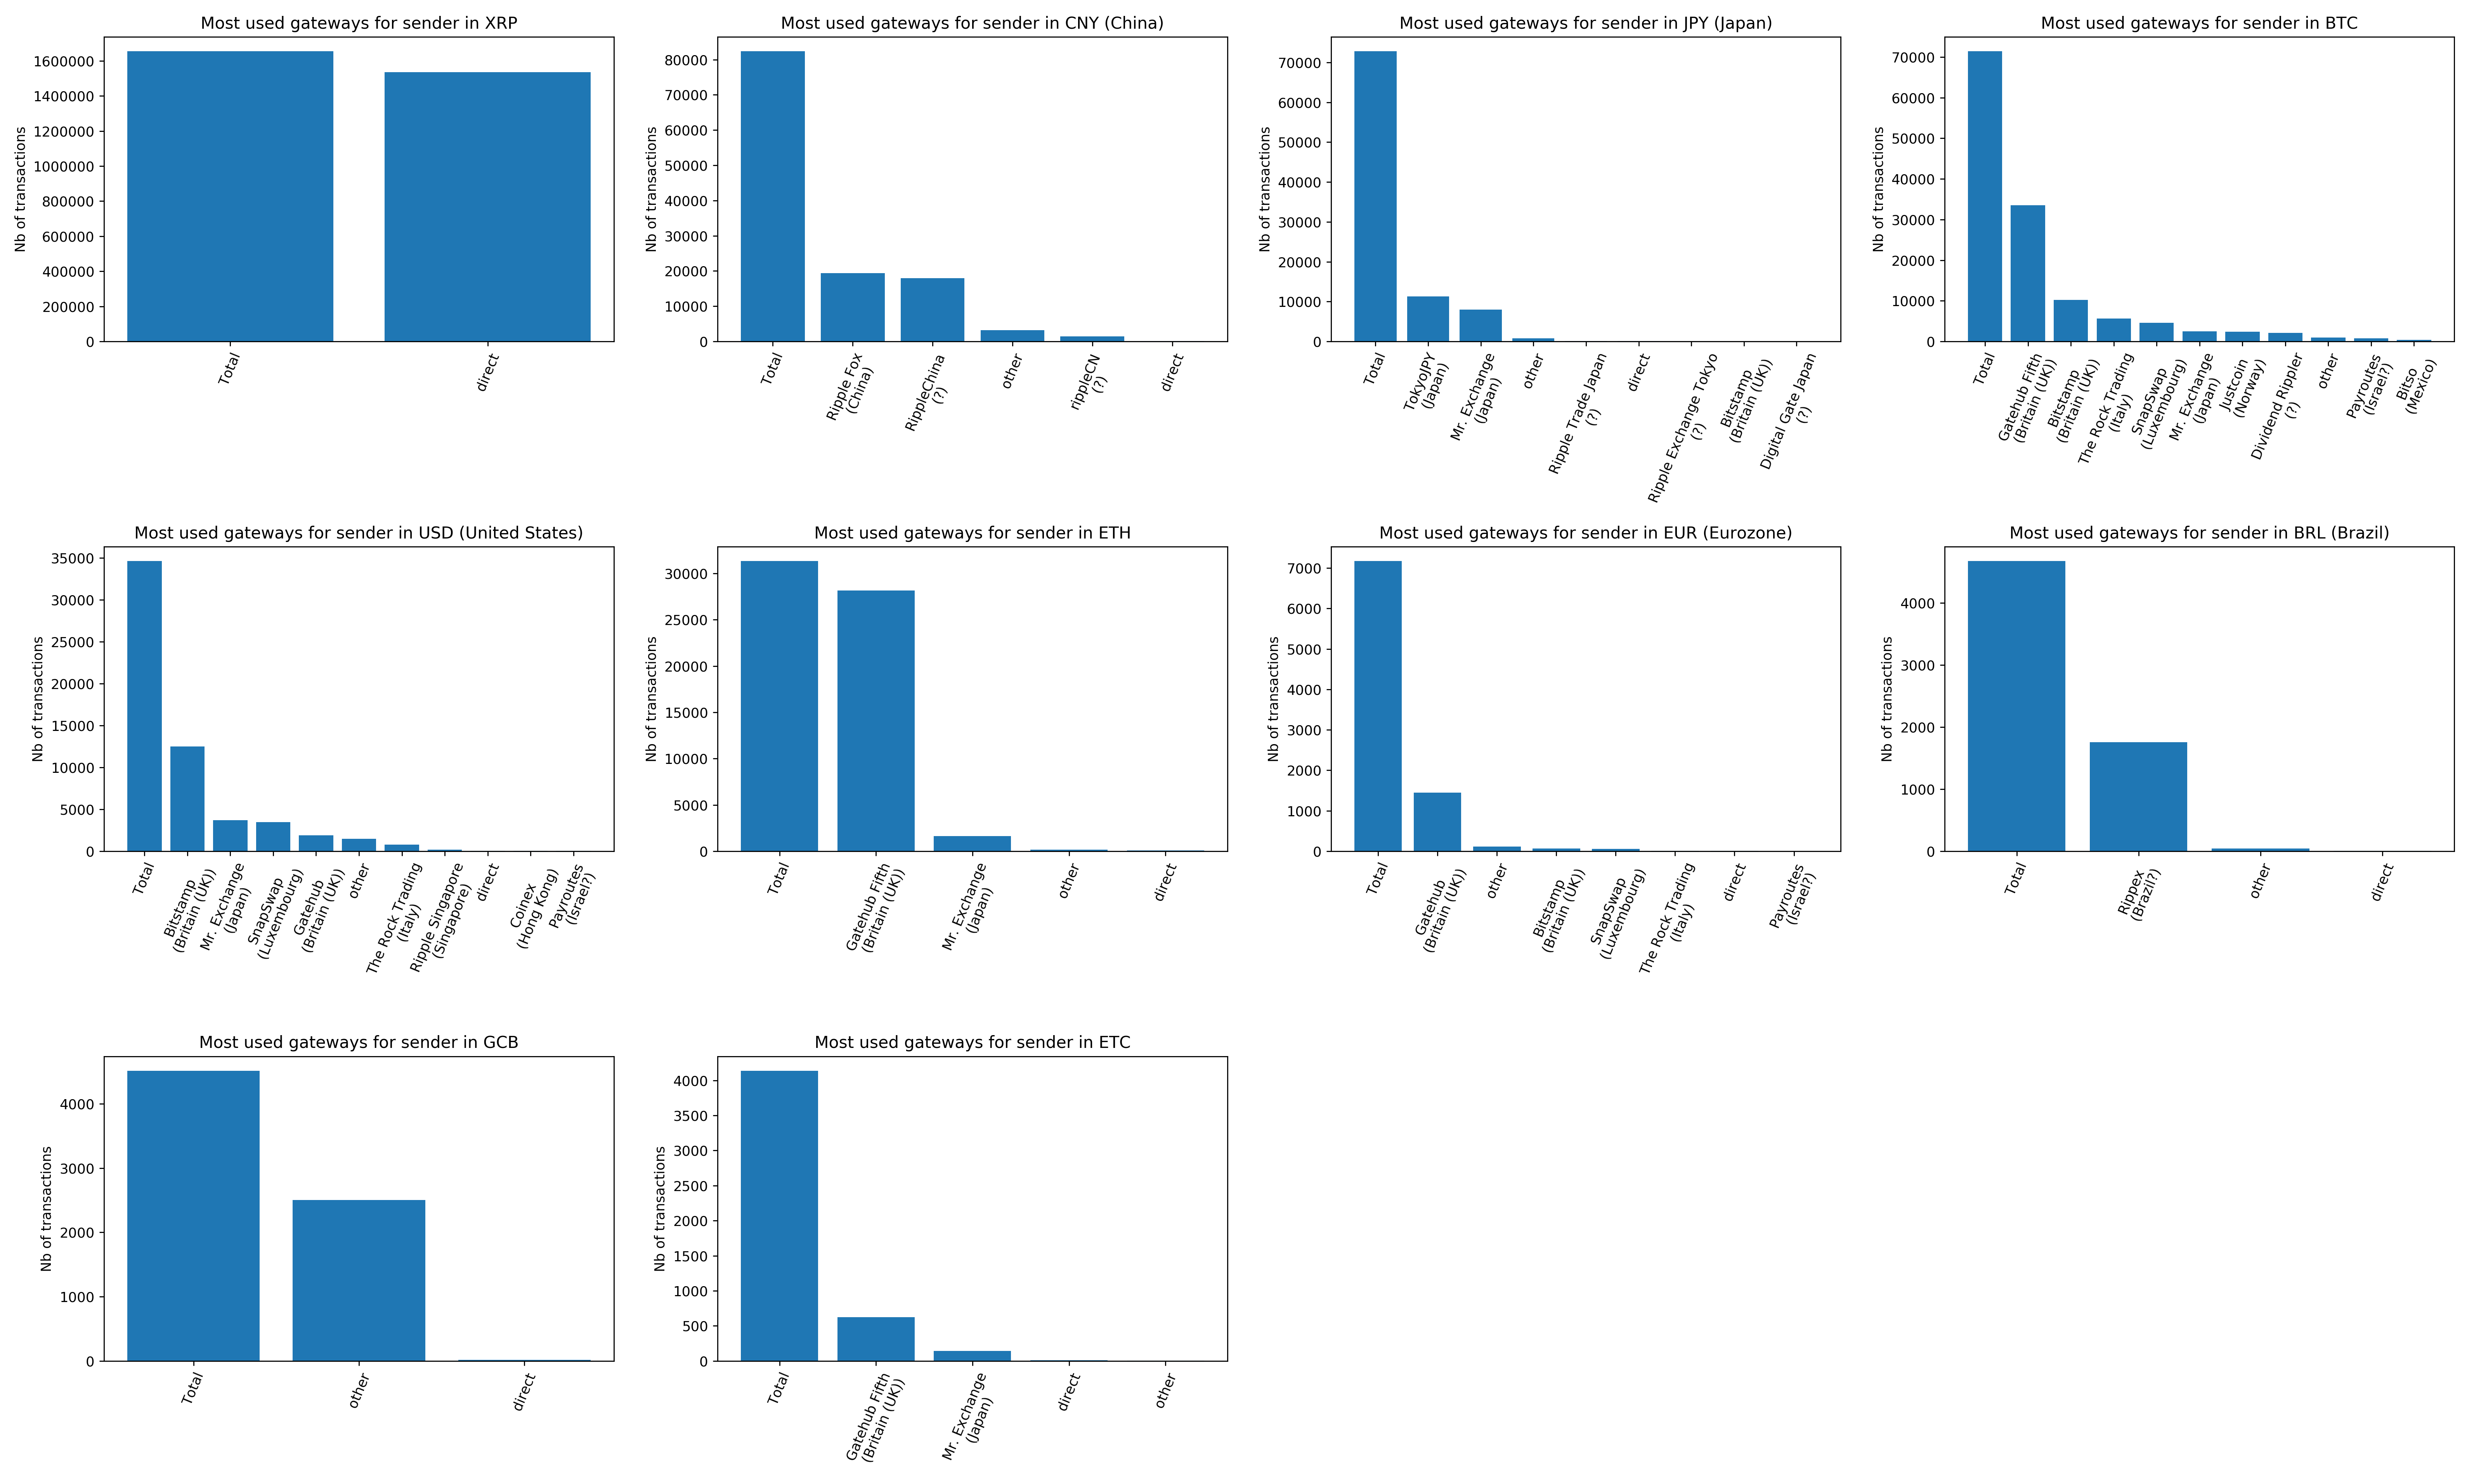 Most used gateways for sender in XRP
Nb of transactions
1600000
1400000
1200000
1000000
800000
600000
400000
200000
0
Total
direct
Most used gateways for sender in CNY (China)
Nb of transactions
80000
70000
60000
50000
40000
30000
20000
10000
0
Total
Ripple Fox
(China)
RippleChina
(?)
other
rippleCN
(?)
direct
Most used gateways for sender in JPY (Japan)
Nb of transactions
70000
60000
50000
40000
30000
20000
10000
0
Total
TokyoJPY
(Japan)
Mr. Exchange
(Japan)
other
Ripple Trade Japan
(?)
direct
Ripple Exchange Tokyo
(?)
Bitstamp
(Britain (UK))
Digital Gate Japan
(?)
Most used gateways for sender in BTC
Nb of transactions
70000
60000
50000
40000
30000
20000
10000
0
Total
Gatehub Fifth
(Britain (UK))
Bitstamp
(Britain (UK))
The Rock Trading
(Italy)
SnapSwap
(Luxembourg)
Mr. Exchange
(Japan)
Justcoin
(Norway)
Dividend Rippler
(?)
other
Payroutes
(Israel?)
Bitso
(Mexico)
Most used gateways for sender in USD (United States)
Nb of transactions
35000
30000
25000
20000
15000
10000
5000
0
Total
Bitstamp
(Britain (UK))
Mr. Exchange
(Japan)
SnapSwap
(Luxembourg)
Gatehub
(Britain (UK))
other
The Rock Trading
(Italy)
Ripple Singapore
(Singapore)
direct
Coinex
(Hong Kong)
Payroutes
(Israel?)
Most used gateways for sender in ETH
Nb of transactions
30000
25000
20000
15000
10000
5000
0
Total
Gatehub Fifth
(Britain (UK))
Mr. Exchange
(Japan)
other
direct
Most used gateways for sender in EUR (Eurozone)
Nb of transactions
7000
6000
5000
4000
3000
2000
1000
0
Total
Gatehub
(Britain (UK))
other
Bitstamp
(Britain (UK))
SnapSwap
(Luxembourg)
The Rock Trading
(Italy)
direct
Payroutes
(Israel?)
Most used gateways for sender in BRL (Brazil)
Nb of transactions
4000
3000
2000
1000
0
Total
Rippex
(Brazil?)
other
direct
Most used gateways for sender in GCB
Nb of transactions
4000
3000
2000
1000
0
Total
other
direct
Most used gateways for sender in ETC
Nb of transactions
4000
3500
3000
2500
2000
1500
1000
500
0
Total
Gatehub Fifth
(Britain (UK))
Mr. Exchange
(Japan)
direct
other